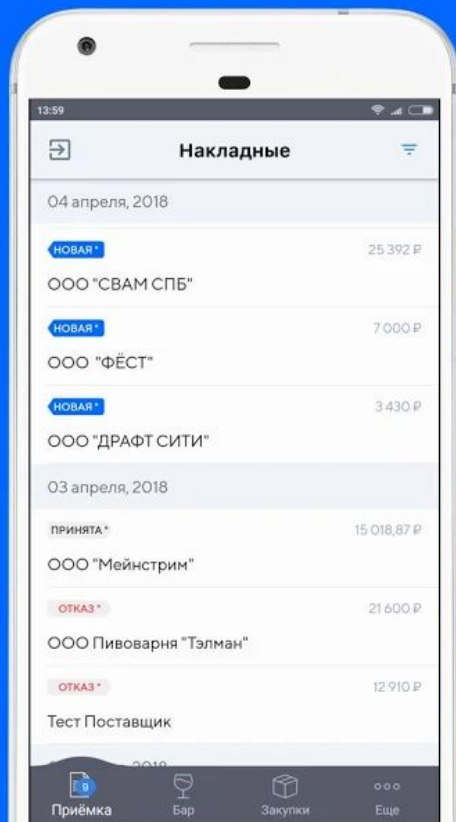 13:59
Накладные
04 апреля, 2018
НОВАЯ* 25 392 ₽
ООО "СВАМ СПБ"
НОВАЯ* 7 000 ₽
ООО "ФЁСТ"
НОВАЯ* 3 430 ₽
ООО "ДРАФТ СИТИ"
03 апреля, 2018
ПРИНЯТА* 15 018,87 ₽
ООО "Мейнстрим"
ОТКАЗ* 21 600 ₽
ООО Пивоварня "Тэлман"
ОТКАЗ* 12 910 ₽
Тест Поставщик
2018
9
Приёмка Бар Закупки Еще